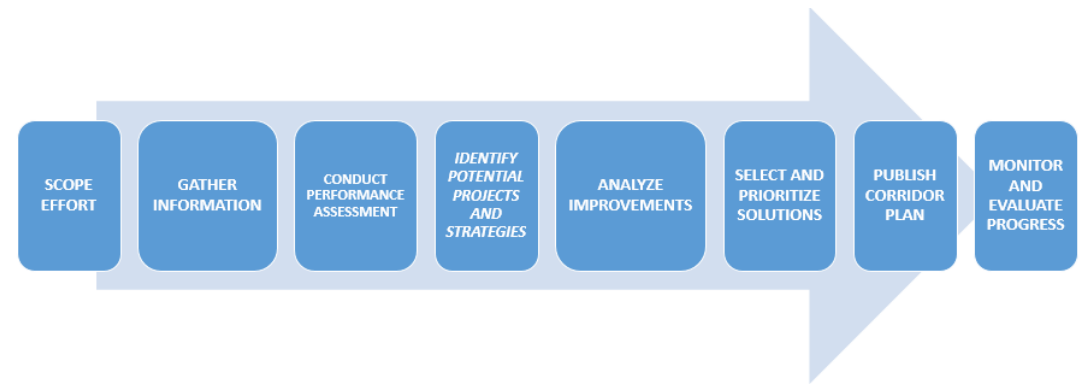 SCOPE
EFFORT
GATHER
INFORMATION
CONDUCT
PERFORMANCE
ASSESSMENT
IDENTIFY
POTENTIAL
PROJECTS
AND
STRATEGIES
ANALYZE
IMPROVEMENTS
SELECT AND
PRIORITIZE
SOLUTIONS
PUBLISH
CORRIDOR
PLAN
MONITOR
AND
EVALUATE
PROGRESS